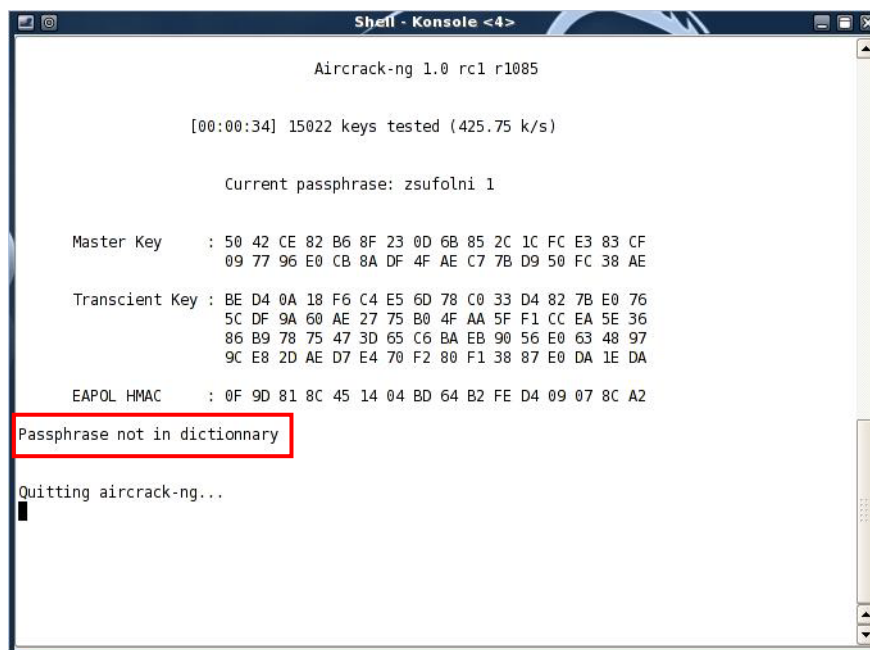 Shell - Konsole <4>
Aircrack-ng 1.0 rc1 r1085
[00:00:34] 15022 keys tested (425.75 k/s)
Current passphrase: zsufolni 1
Master Key : 50 42 CE 82 B6 8F 23 0D 6B 85 2C 1C FC E3 83 CF
09 77 96 E0 CB 8A DF 4F AE C7 7B D9 50 FC 38 AE
Transcient Key : BE D4 0A 18 F6 C4 E5 6D 78 C0 33 D4 82 7B E0 76
5C DF 9A 60 AE 27 75 B0 4F AA 5F F1 CC EA 5E 36
86 B9 78 75 47 3D 65 C6 BA EB 90 56 E0 63 48 97
9C E8 2D AE D7 E4 70 F2 80 F1 38 87 E0 DA 1E DA
EAPOL HMAC : 0F 9D 81 8C 45 14 04 BD 64 B2 FE D4 09 07 8C A2
Passphrase not in dictionnary
Quitting aircrack-ng...